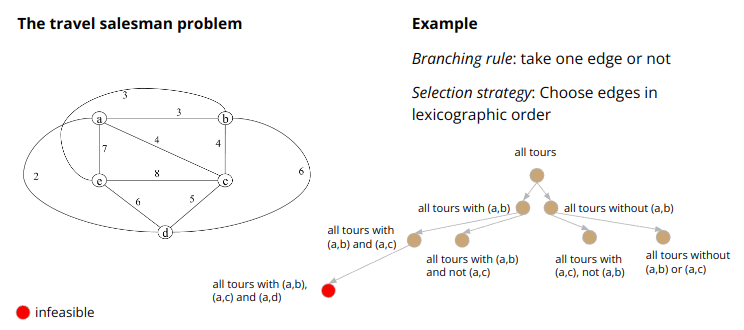 The travel salesman problem
3
a
3
b
7
4
4
2
e
8
c
6
6
5
d
infeasible
Example
Branching rule: take one edge or not
Selection strategy: Choose edges in
lexicographic order
all tours
all tours with (a,b)
all tours without (a,b)
all tours with
(a,b) and (a,c)
all tours with (a,b)
and not (a,c)
all tours with
(a,c), not (a,b)
all tours without
(a,b) or (a,c)
all tours with (a,b),
(a,c) and (a,d)